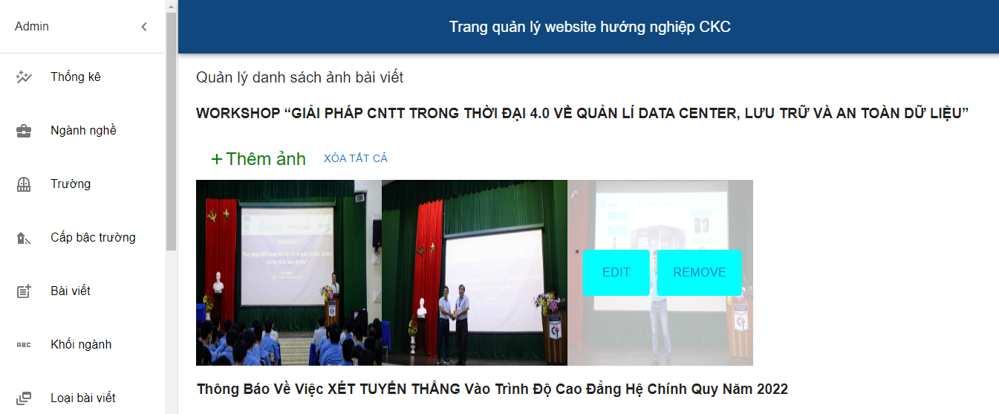 Admin
Trang quản lý website hướng nghiệp CKC
Thống kê
Ngành nghề
Trường
Cấp bậc trường
Bài viết
Khối ngành
Loại bài viết
Quản lý danh sách ảnh bài viết
WORKSHOP “GIẢI PHÁP CNTT TRONG THỜI ĐẠI 4.0 VỀ QUẢN LÍ DATA CENTER, LƯU TRỮ VÀ AN TOÀN DỮ LIỆU”
+ Thêm ảnh
XÓA TẤT CẢ
* EDIT REMOVE
Thông Báo Về Việc XÉT TUYỂN THẲNG Vào Trình Độ Cao Đẳng Hệ Chính Quy Năm 2022